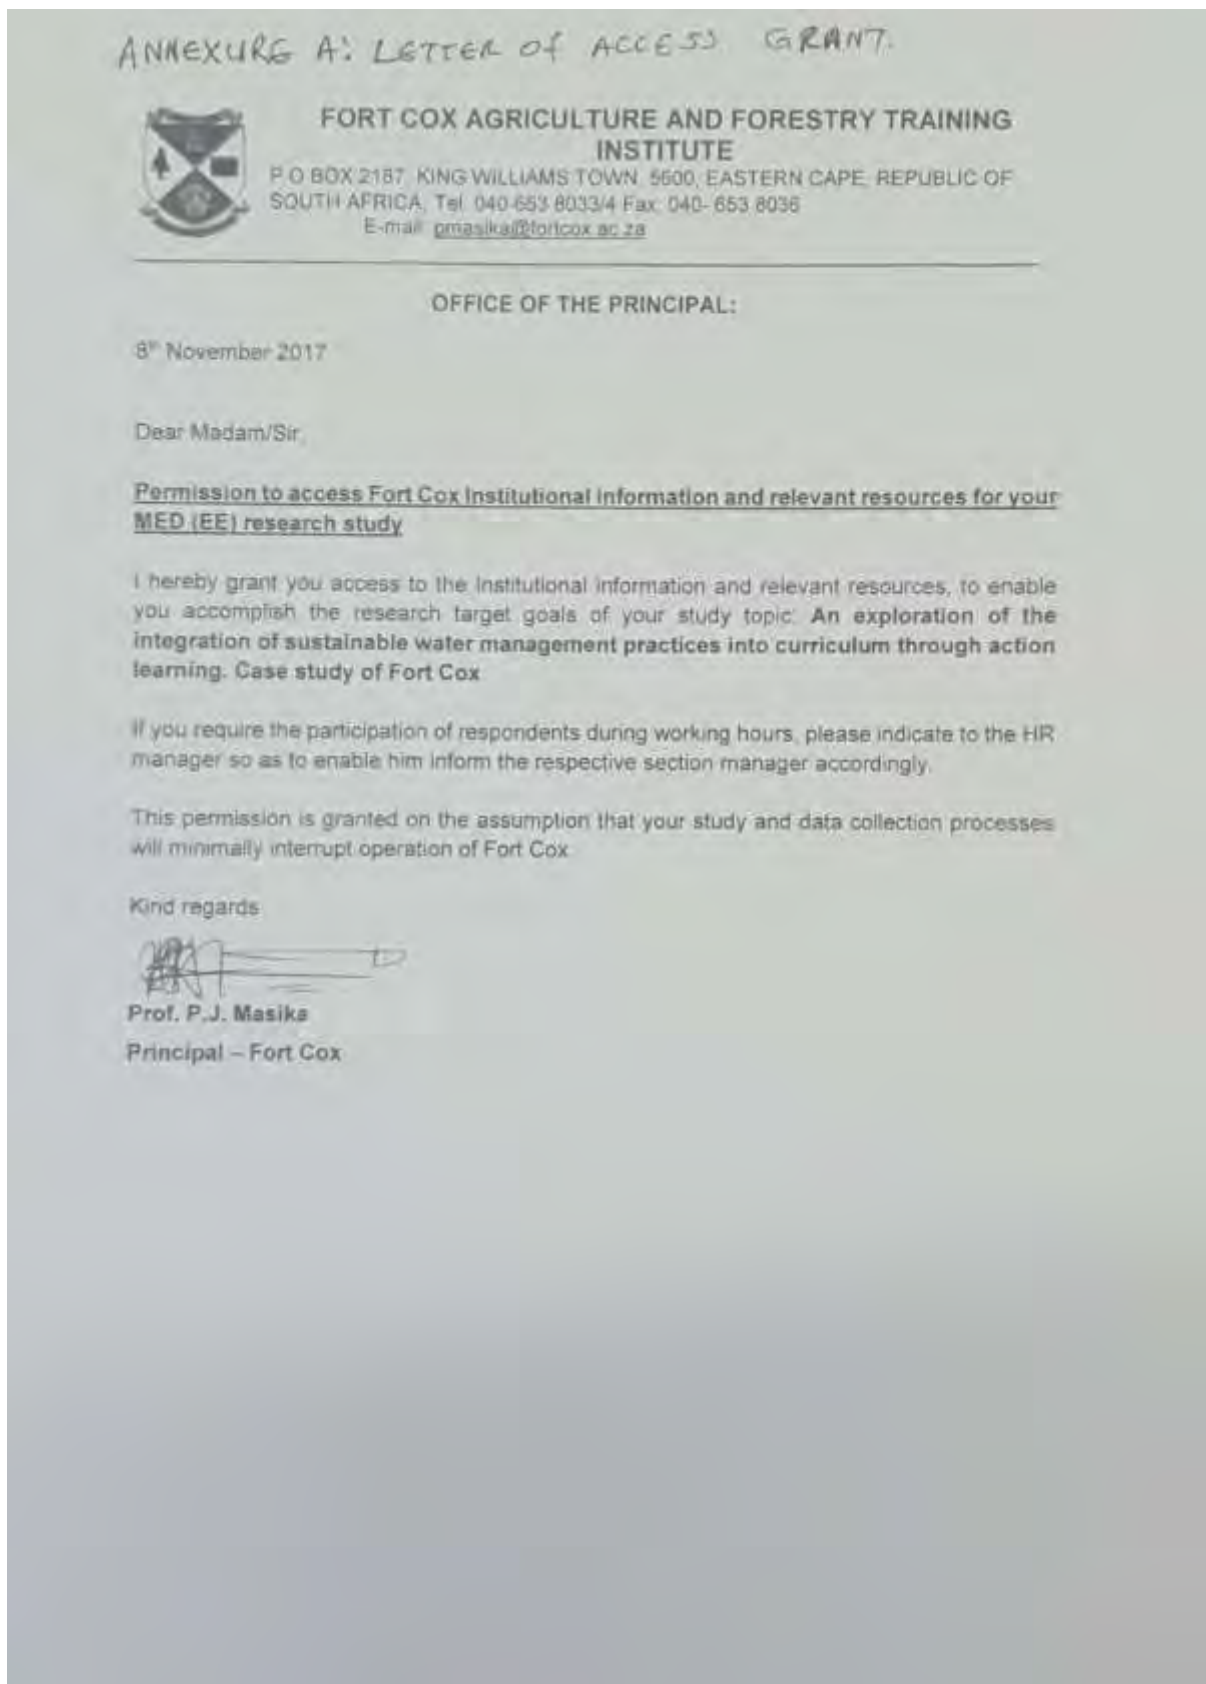 ANNEXURE A: LETTER OF ACCESS GRANT.
FORT COX AGRICULTURE AND FORESTRY TRAINING
INSTITUTE
P O BOX 2187, KING WILLIAMS TOWN, 5600, EASTERN CAPE, REPUBLIC OF
SOUTH AFRICA, Tel. 040-653 8033/4 Fax: 040- 653 8036
E-mail: pmasika@fortcox.ac.za
OFFICE OF THE PRINCIPAL:
8th November 2017
Dear Madam/Sir,
Permission to access Fort Cox Institutional information and relevant resources for your
MED (EE) research study
I hereby grant you access to the Institutional information and relevant resources, to enable
you accomplish the research target goals of your study topic: An exploration of the
integration of sustainable water management practices into curriculum through action
learning. Case study of Fort Cox
If you require the participation of respondents during working hours, please indicate to the HR
manager so as to enable him inform the respective section manager accordingly.
This permission is granted on the assumption that your study and data collection processes
will minimally interrupt operation of Fort Cox
Kind regards
Prof. P.J. Masika
Principal – Fort Cox